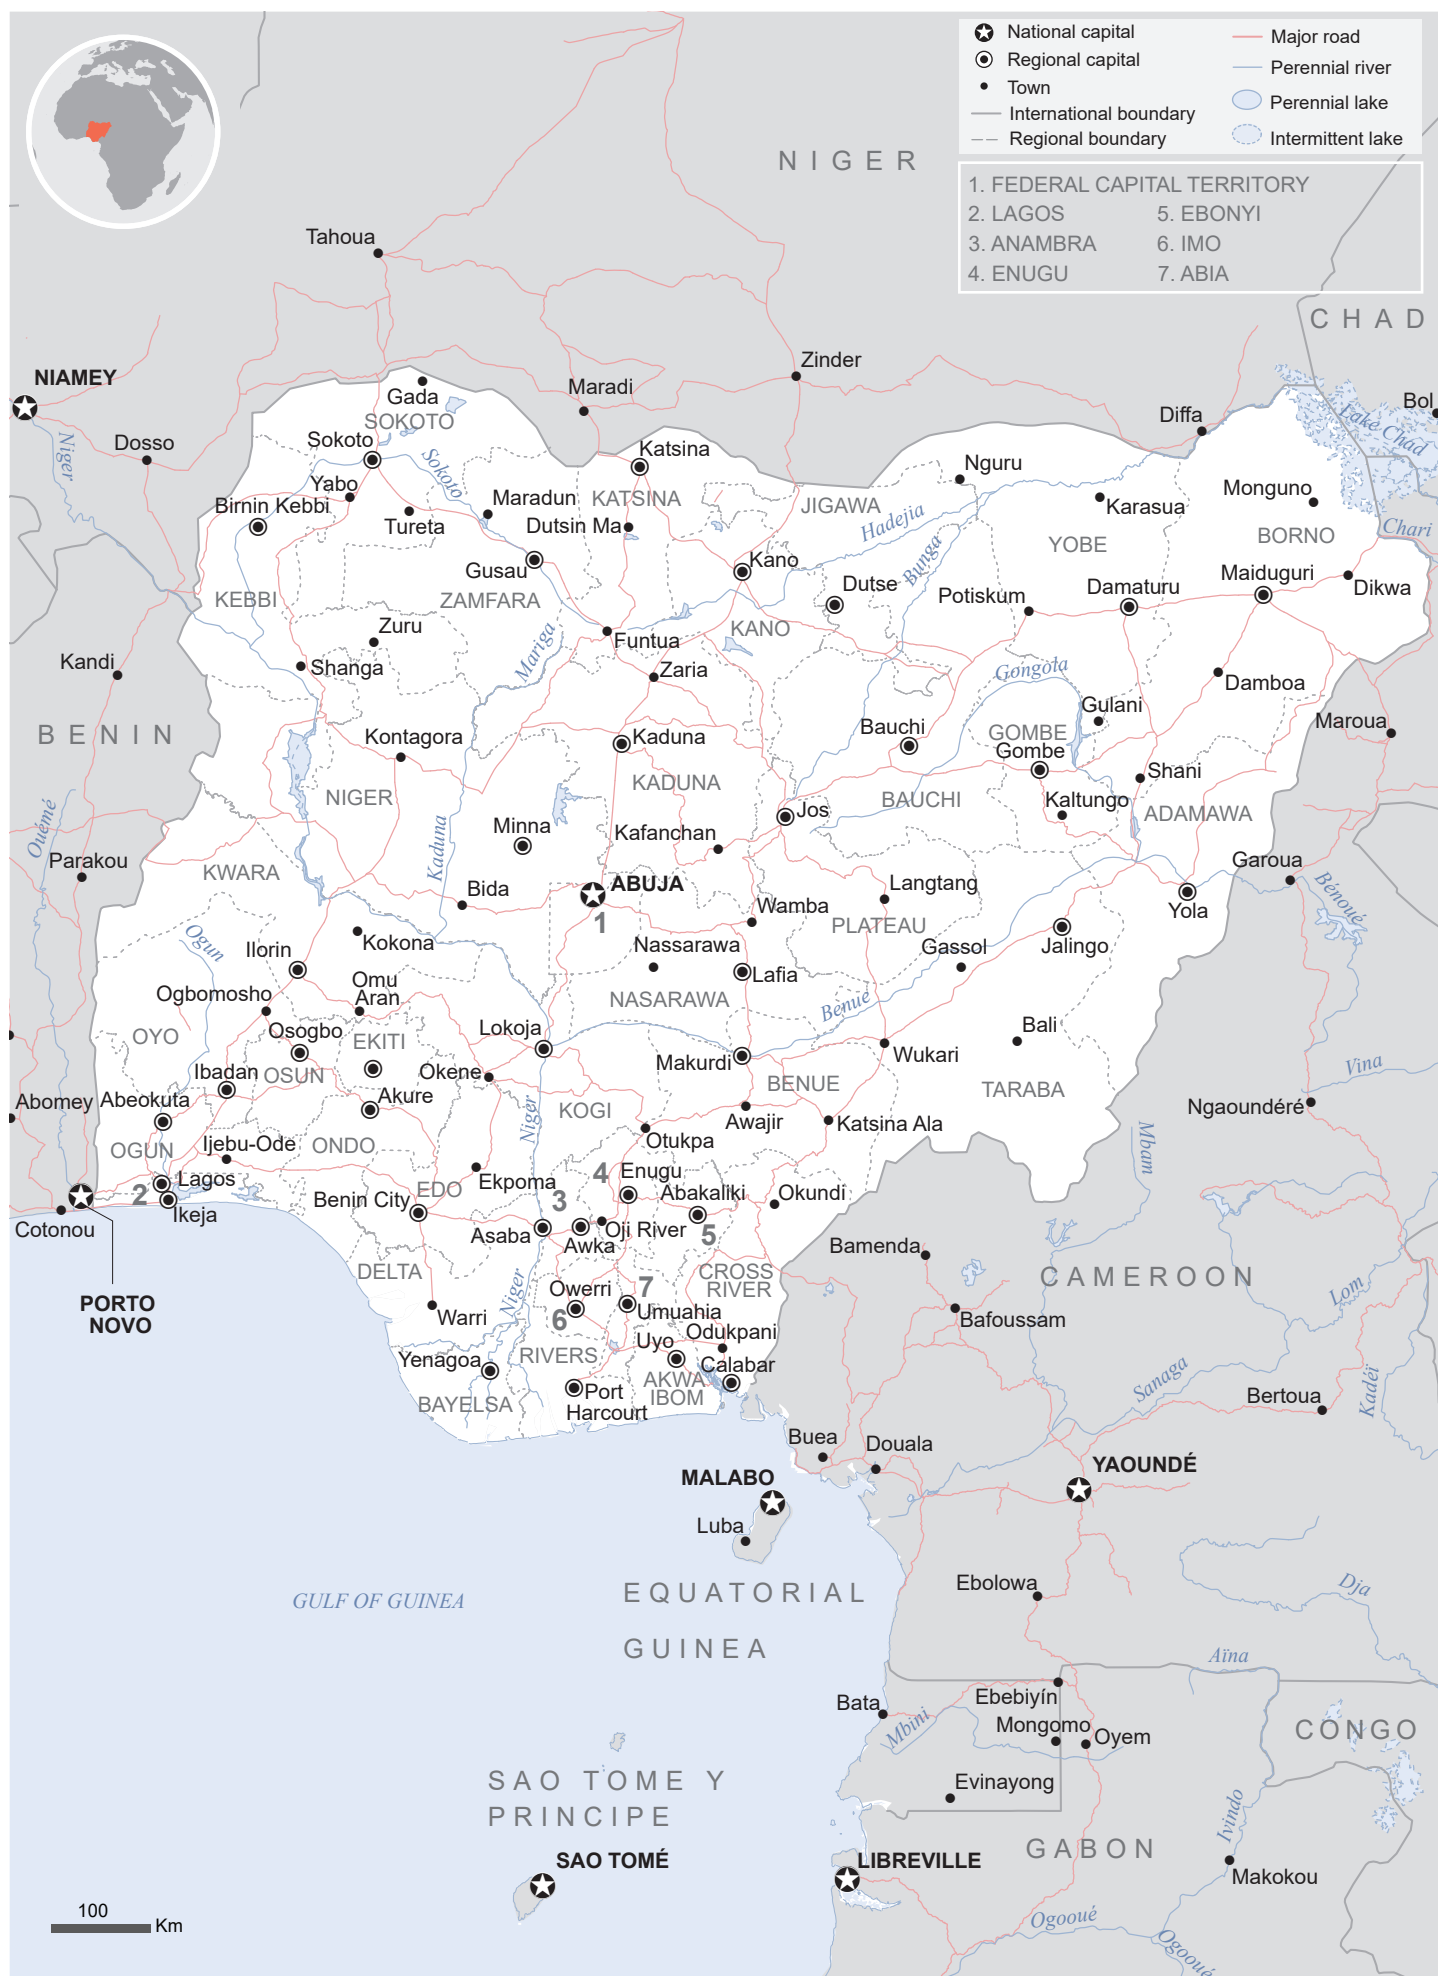 National capital
Regional capital
Town
International boundary
Regional boundary
Major road
Perennial river
Perennial lake
Intermittent lake
1. FEDERAL CAPITAL TERRITORY
2. LAGOS
3. ANAMBRA
4. ENUGU
5. EBONYI
6. IMO
7. ABIA
NIGER
CHAD
Tahoua
Zinder
Maradi
NIAMEY
Niger
Dosso
Gada
SOKOTO
Diffa
Bol
Lake Chad
Sokoto
Sokoto
Katsina
Nguru
Yabo
Birnin Kebbi
Tureta
Maradun
KATSINA
Dutsin Ma
JIGAWA
Hadejia
Karasua
Monguno
BORNO
Chari
YOBE
Bunga
Gusau
Kano
Dutse
Potiskum
Damaturu
Maiduguri
Dikwa
KEBBI
ZAMFARA
KANO
Zuru
Mariga
Funtua
Shanga
Zaria
Kandi
Gongola
Damboa
Gulani
Maroua
BENIN
Kontagora
Kaduna
Bauchi
GOMBE
Gombe
Shani
NIGER
KADUNA
BAUCHI
Kaltungo
ADAMAWA
Ouémé
Jos
Minna
Kafanchan
Kaduna
Parakou
KWARA
Garoua
Bénoué
Bida
ABUJA
1
Langtang
Wamba
PLATEAU
Yola
Ogun
Kokona
Nassarawa
Gassol
Jalingo
Ilorin
Lafia
Omu
Aran
Ogbomosho
NASARAWA
Benue
OYO
Osogbo
EKITI
Lokoja
Bali
Makurdi
Wukari
Ibadan
OSUN
Okene
BENUE
TARABA
Vina
Abomey
Abeokuta
Akure
KOGI
Awajir
Katsina Ala
Ngaoundéré
Niger
Mbam
OGUN
Ijebu-Ode
ONDO
Otukpa
Lagos
2
Ikeja
Ekpoma
4
Enugu
Abakaliki
Okundi
Benin City
EDO
3
Cotonou
Asaba
Awka
Oji River
5
Bamenda
DELTA
Niger
CROSS
RIVER
CAMEROON
Lom
PORTO
NOVO
Owerri
7
Umuahia
6
Warri
Bafoussam
Odukpani
Uyo
RIVERS
Yenagoa
Calabar
AKWA
IBOM
Sanaga
Kadéï
BAYELSA
Port
Harcourt
Bertoua
Buea
Douala
MALABO
YAOUNDÉ
Luba
EQUATORIAL
GUINEA
GULF OF GUINEA
Ebolowa
Dja
Aïna
Bata
Ebebiyín
Mbini
Mongomo
Oyem
CONGO
SAO TOME Y
PRINCIPE
Evinayong
Ivindo
GABON
SAO TOMÉ
LIBREVILLE
Makokou
100
Km
Ogooué
Ogooué